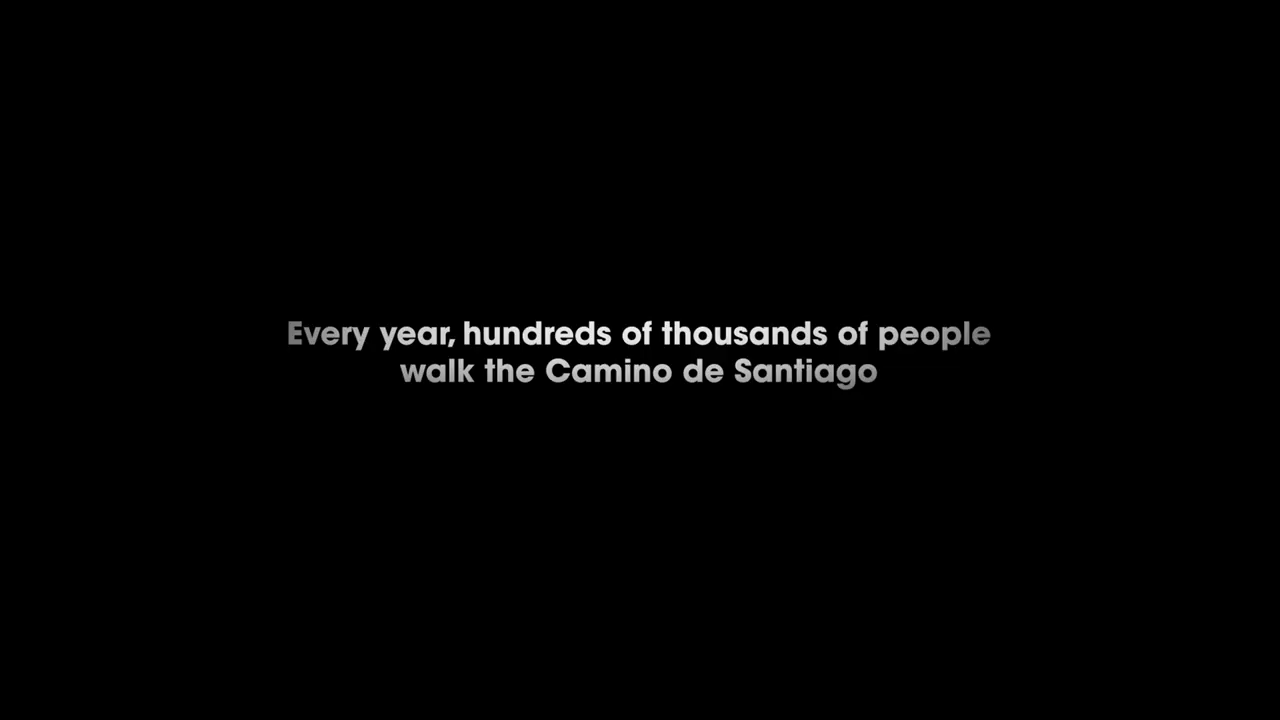 Every year, hundreds of thousands of people
walk the Camino de Santiago